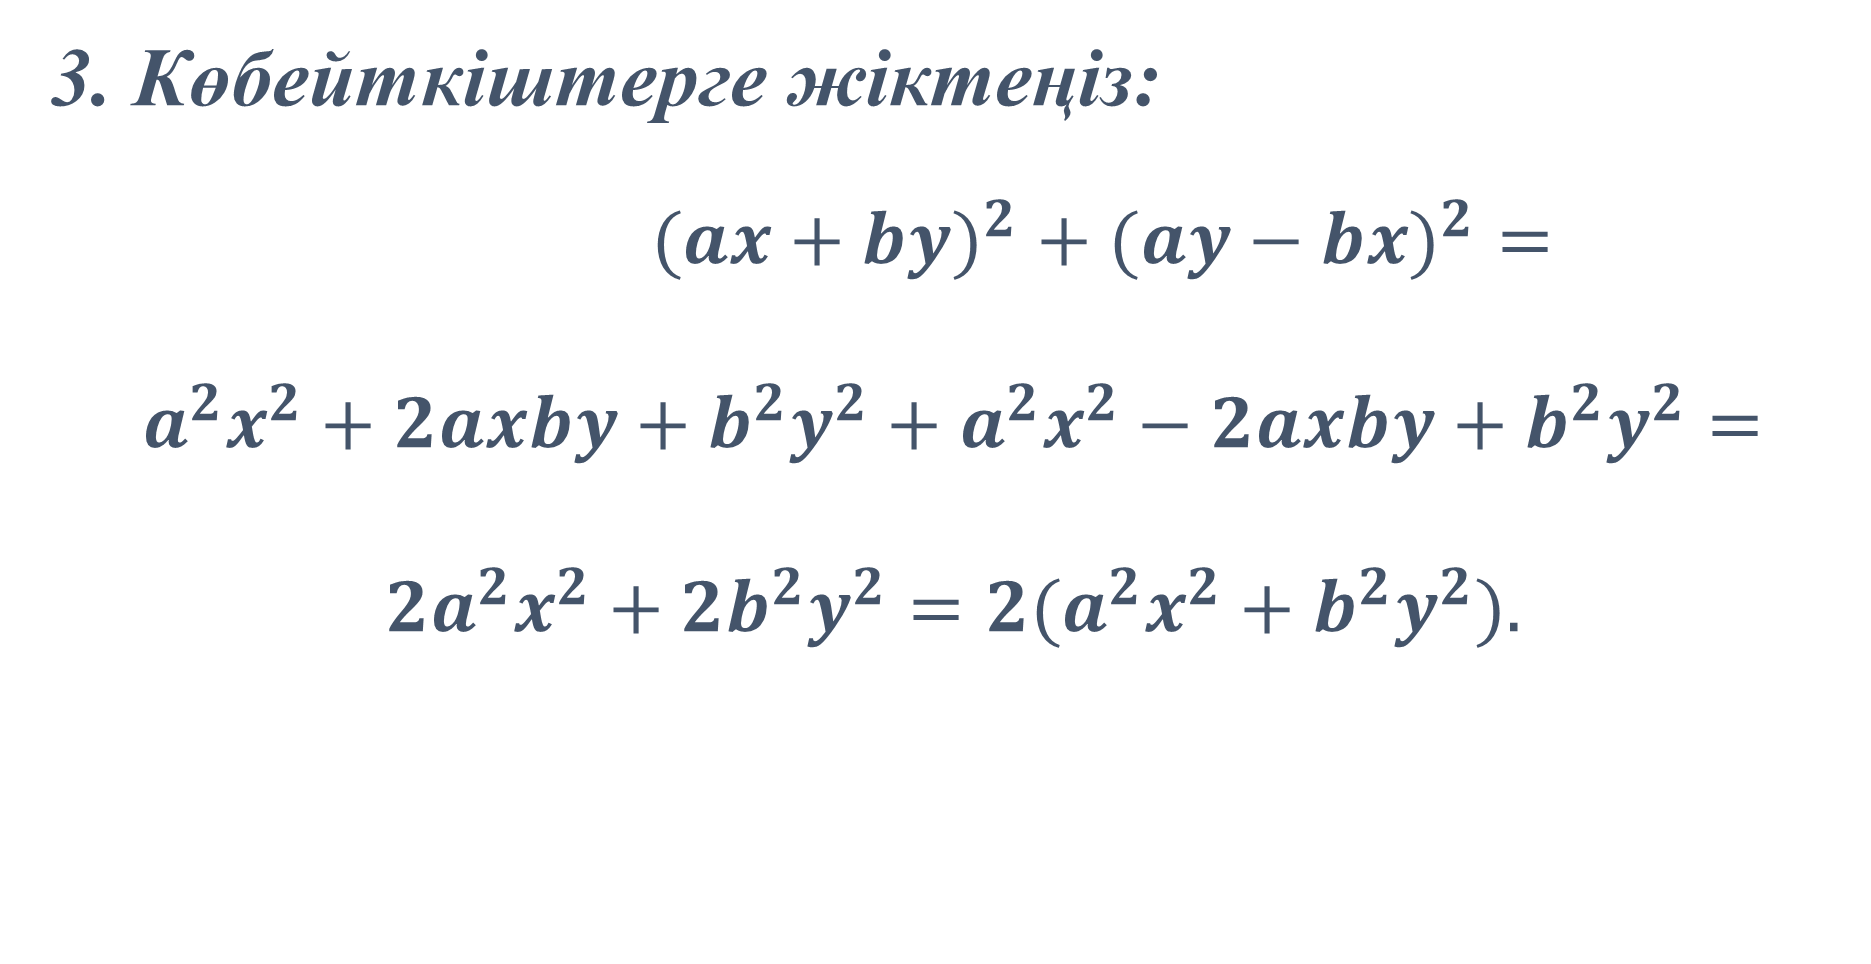 3. Көбейткіштерге жіктеңіз:
(ax + by)² + (ay − bx)² =
a²x² + 2axby + b²y² + a²x² − 2axby + b²y² =
2a²x² + 2b²y² = 2(a²x² + b²y²).